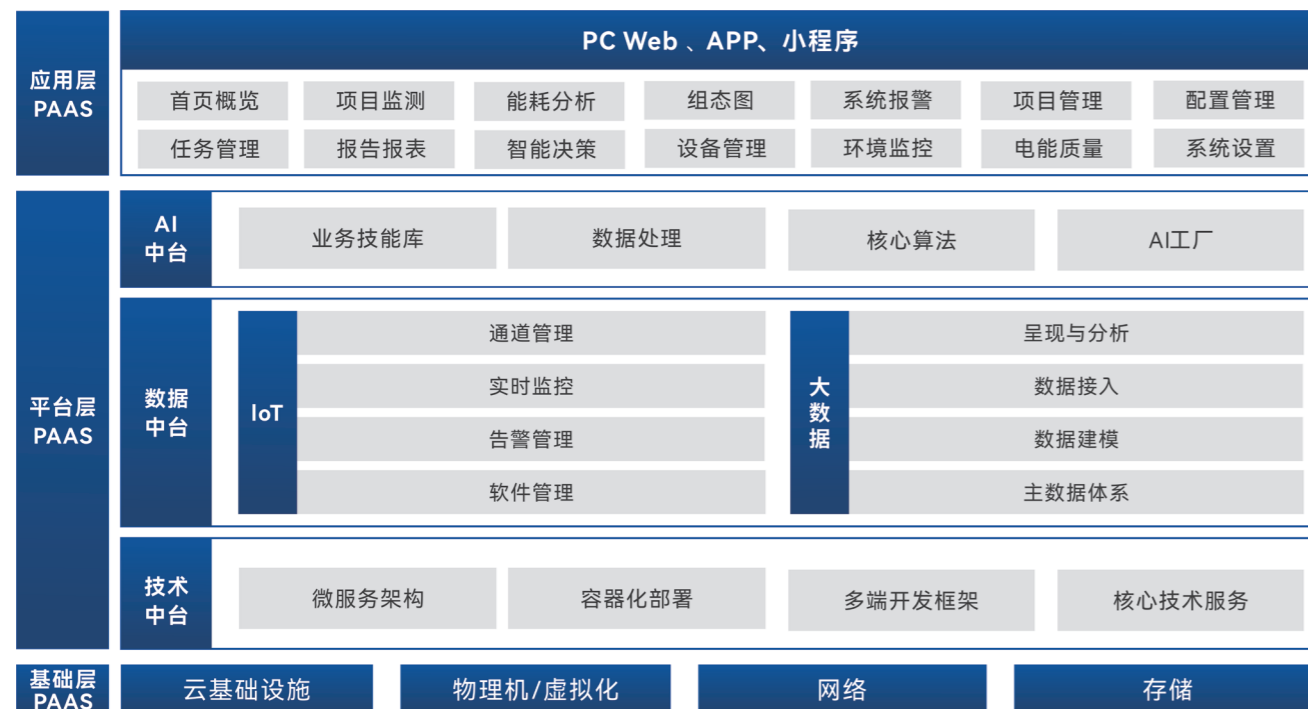 应用层
PAAS
PC Web 、APP、小程序
首页概览
项目监测
能耗分析
组态图
系统报警
项目管理
配置管理
任务管理
报告报表
智能决策
设备管理
环境监控
电能质量
系统设置
平台层
PAAS
AI
中台
业务技能库
数据处理
核心算法
AI工厂
数据
中台
IoT
通道管理
实时监控
告警管理
软件管理
大
数
据
呈现与分析
数据接入
数据建模
主数据体系
技术
中台
微服务架构
容器化部署
多端开发框架
核心技术服务
基础层
PAAS
云基础设施
物理机/虚拟化
网络
存储